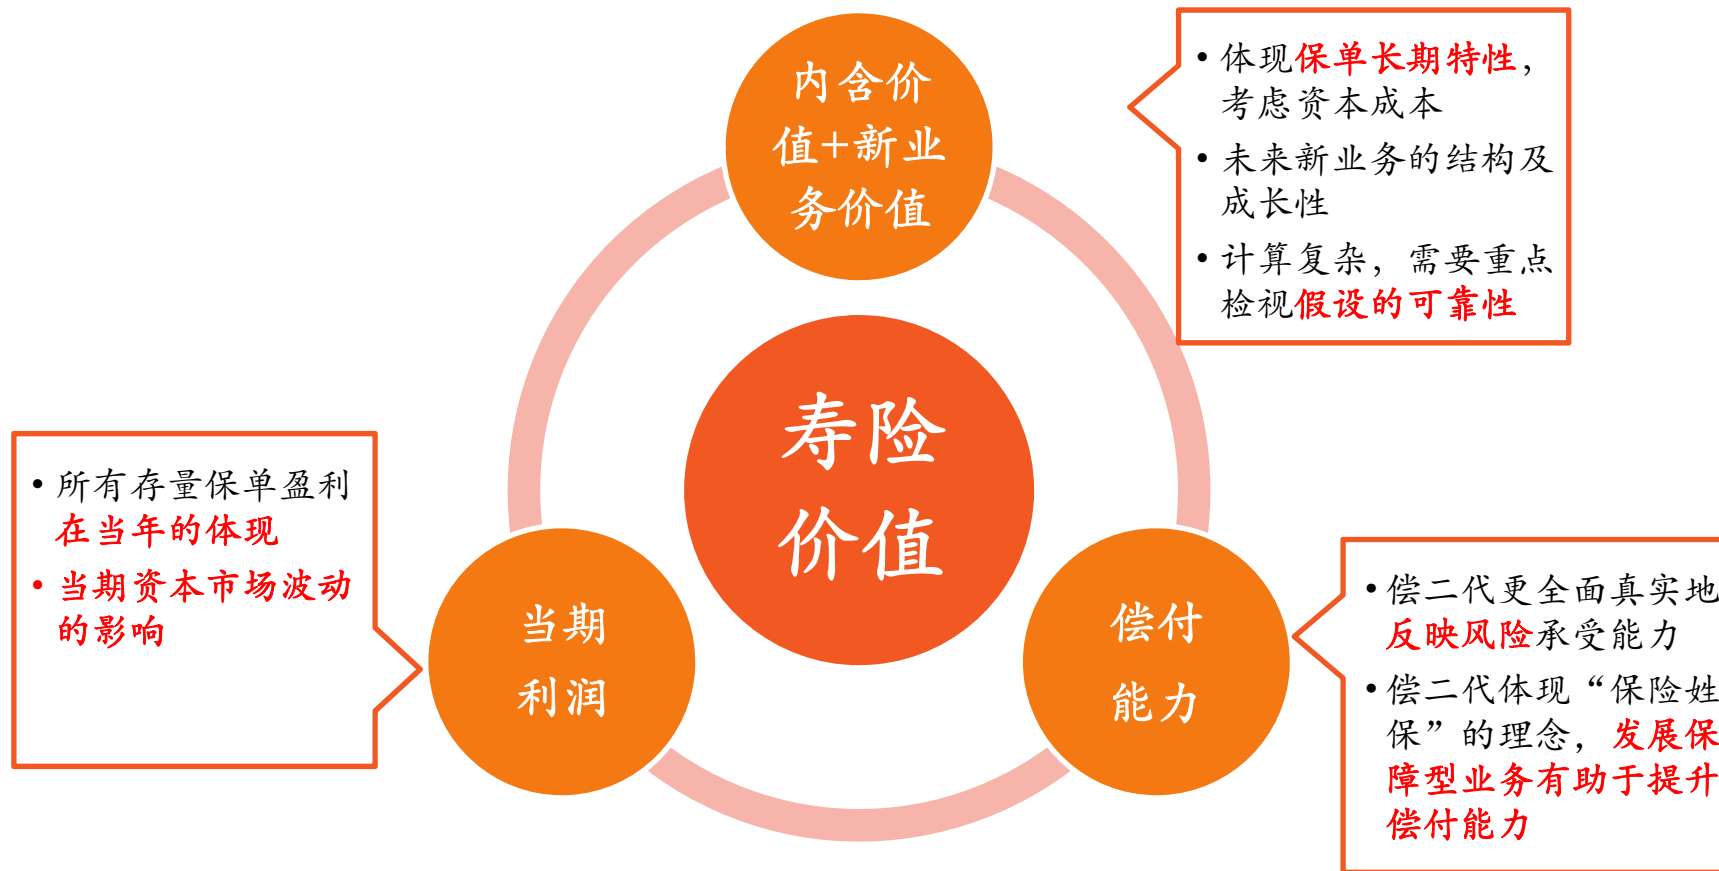 内含价
值+新业
务价值
• 体现保单长期特性，
考虑资本成本
• 未来新业务的结构及
成长性
• 计算复杂，需要重点
检视假设的可靠性
寿险
价值
• 所有存量保单盈利
在当年的体现
• 当期资本市场波动
的影响
当期
利润
偿付
能力
• 偿二代更全面真实地
反映风险承受能力
• 偿二代体现“保险姓
保”的理念，发展保
障型业务有助于提升
偿付能力